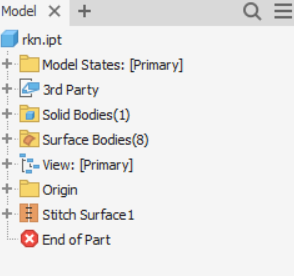 Model
rkn.ipt
Model States: [Primary]
3rd Party
Solid Bodies(1)
Surface Bodies(8)
View: [Primary]
Origin
Stitch Surface1
End of Part